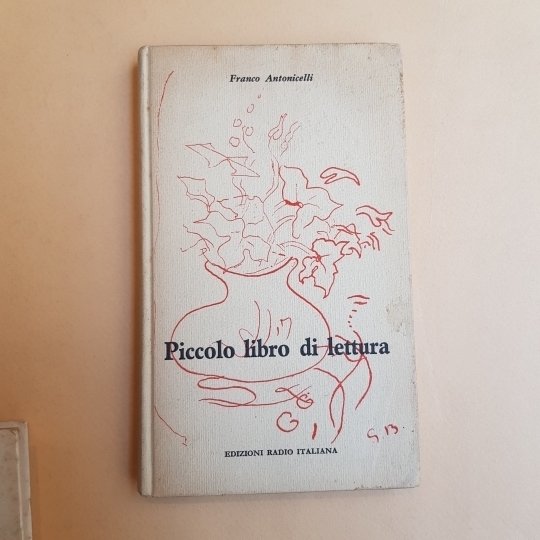 Franco Antonicelli
Piccolo libro di lettura
G.B.
EDIZIONI RADIO ITALIANA